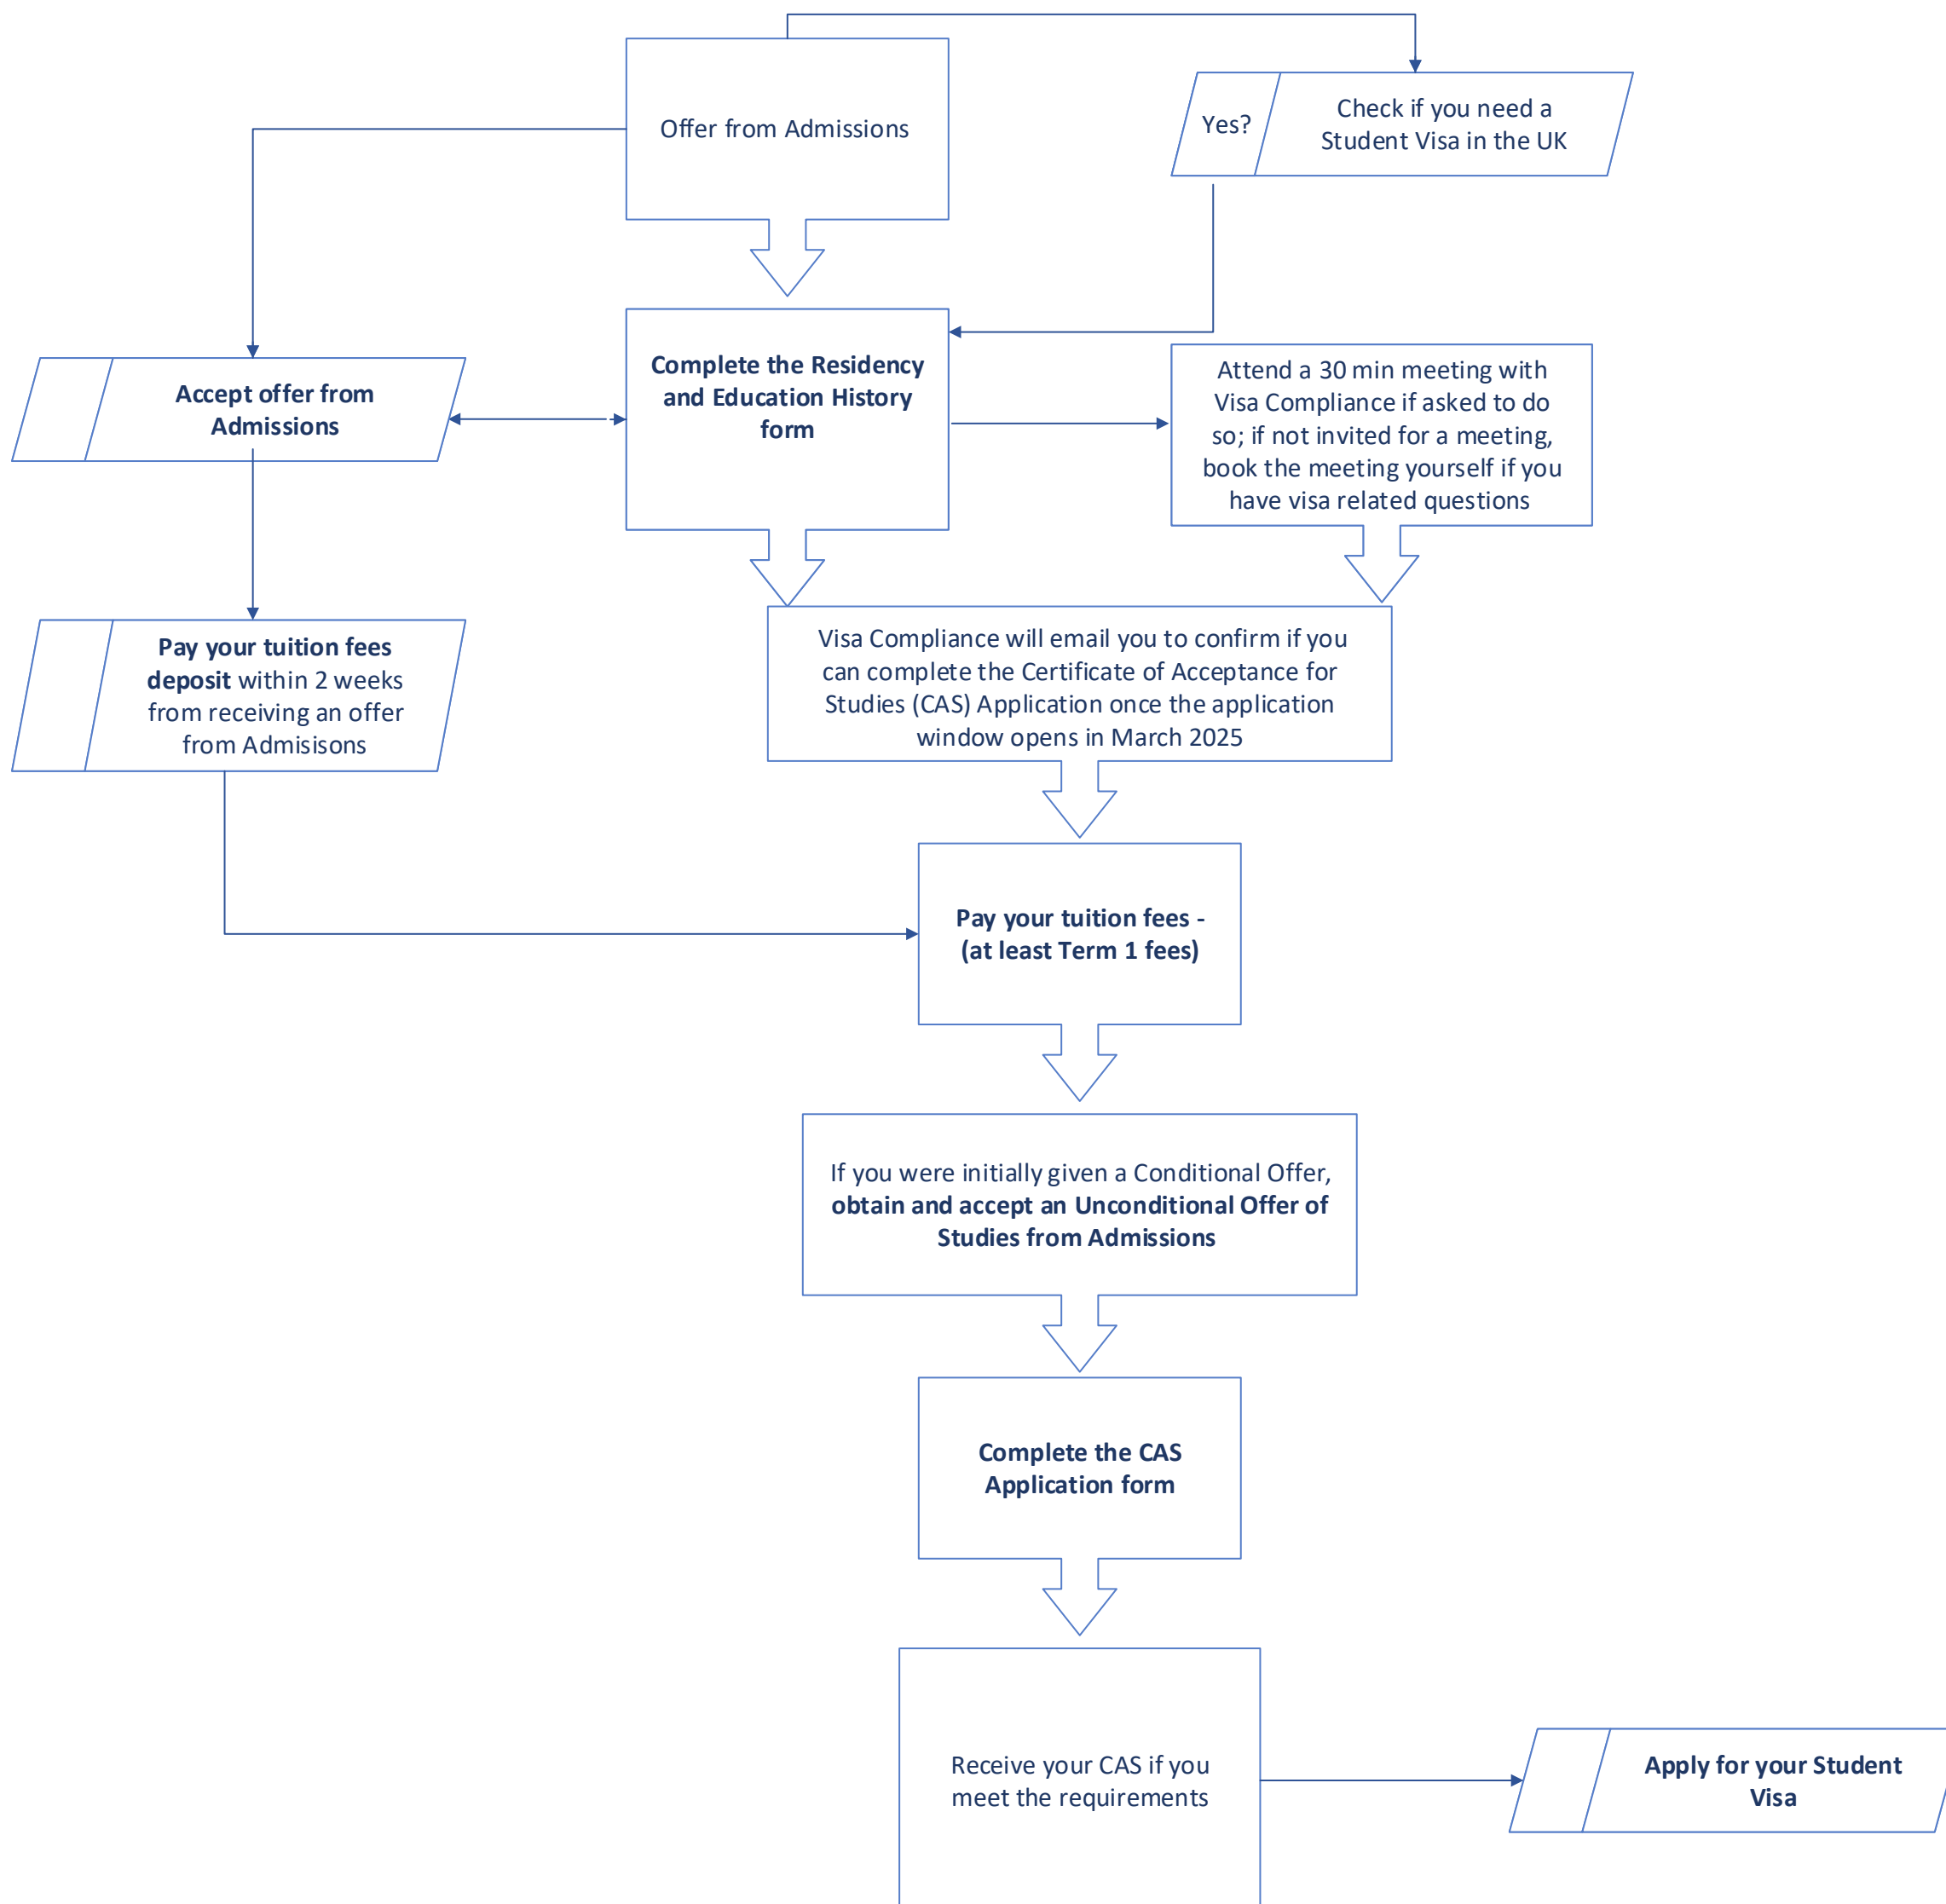 Offer from Admissions
Yes?
Check if you need a
Student Visa in the UK
Accept offer from
Admissions
Complete the Residency
and Education History
form
Attend a 30 min meeting with
Visa Compliance if asked to do
so; if not invited for a meeting,
book the meeting yourself if you
have visa related questions
Pay your tuition fees
deposit within 2 weeks
from receiving an offer
from Admisisons
Visa Compliance will email you to confirm if you
can complete the Certificate of Acceptance for
Studies (CAS) Application once the application
window opens in March 2025
Pay your tuition fees -
(at least Term 1 fees)
If you were initially given a Conditional Offer,
obtain and accept an Unconditional Offer of
Studies from Admissions
Complete the CAS
Application form
Receive your CAS if you
meet the requirements
Apply for your Student
Visa